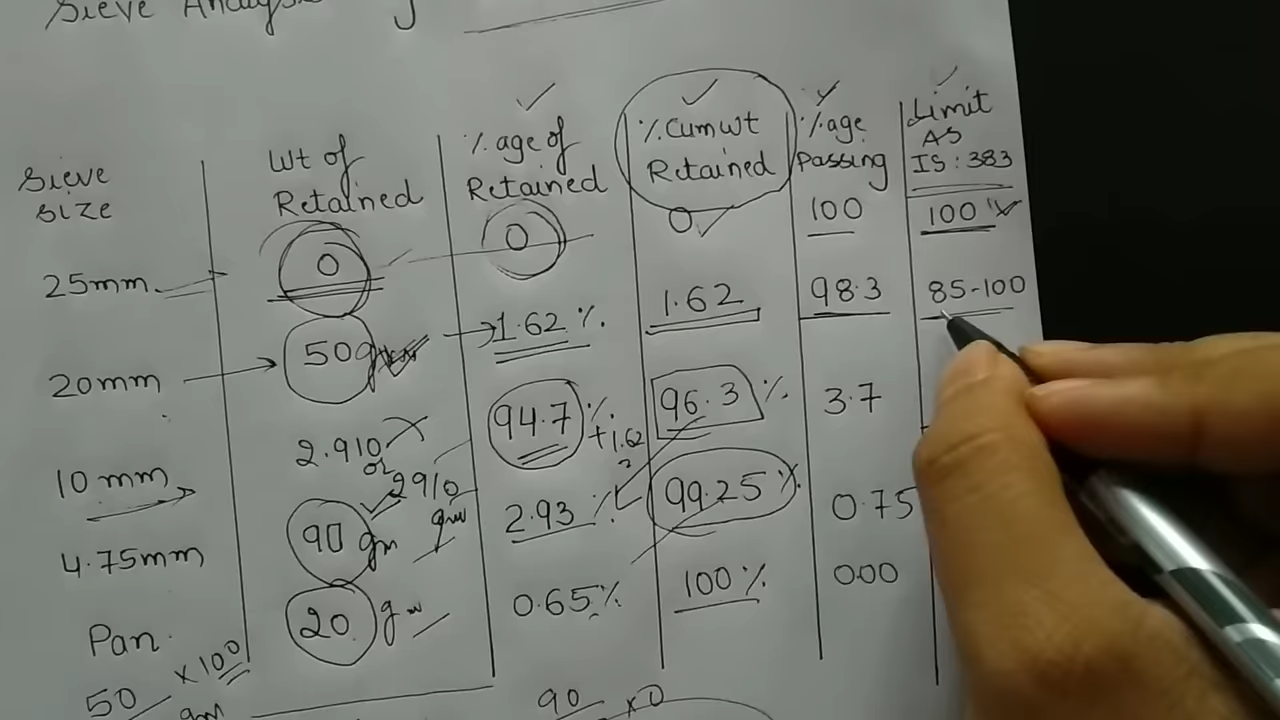 Sieve Analysis
Sieve size
Wt of Retained
%age of Retained
% Cum wt Retained
%age Passing
Limit As IS:383
25mm
0
0
0
100
100%
20mm
50gm
1.62%
1.62
98.3
85-100
10mm
2.910 or 2910 gm
94.7% +1.62
96.3%
3.7
4.75mm
90 gm
2.93%
99.25%
0.75
Pan
20 gm
0.65%
100%
0.00
50 ×100
gm
90 ×0